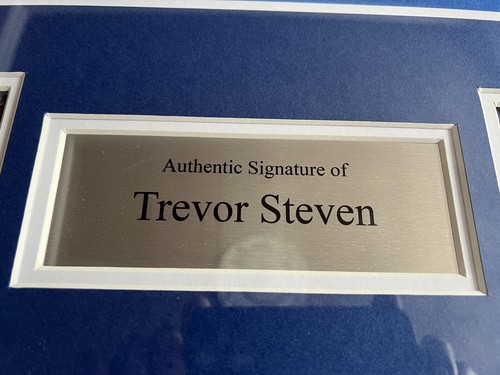 Authentic Signature of
Trevor Steven